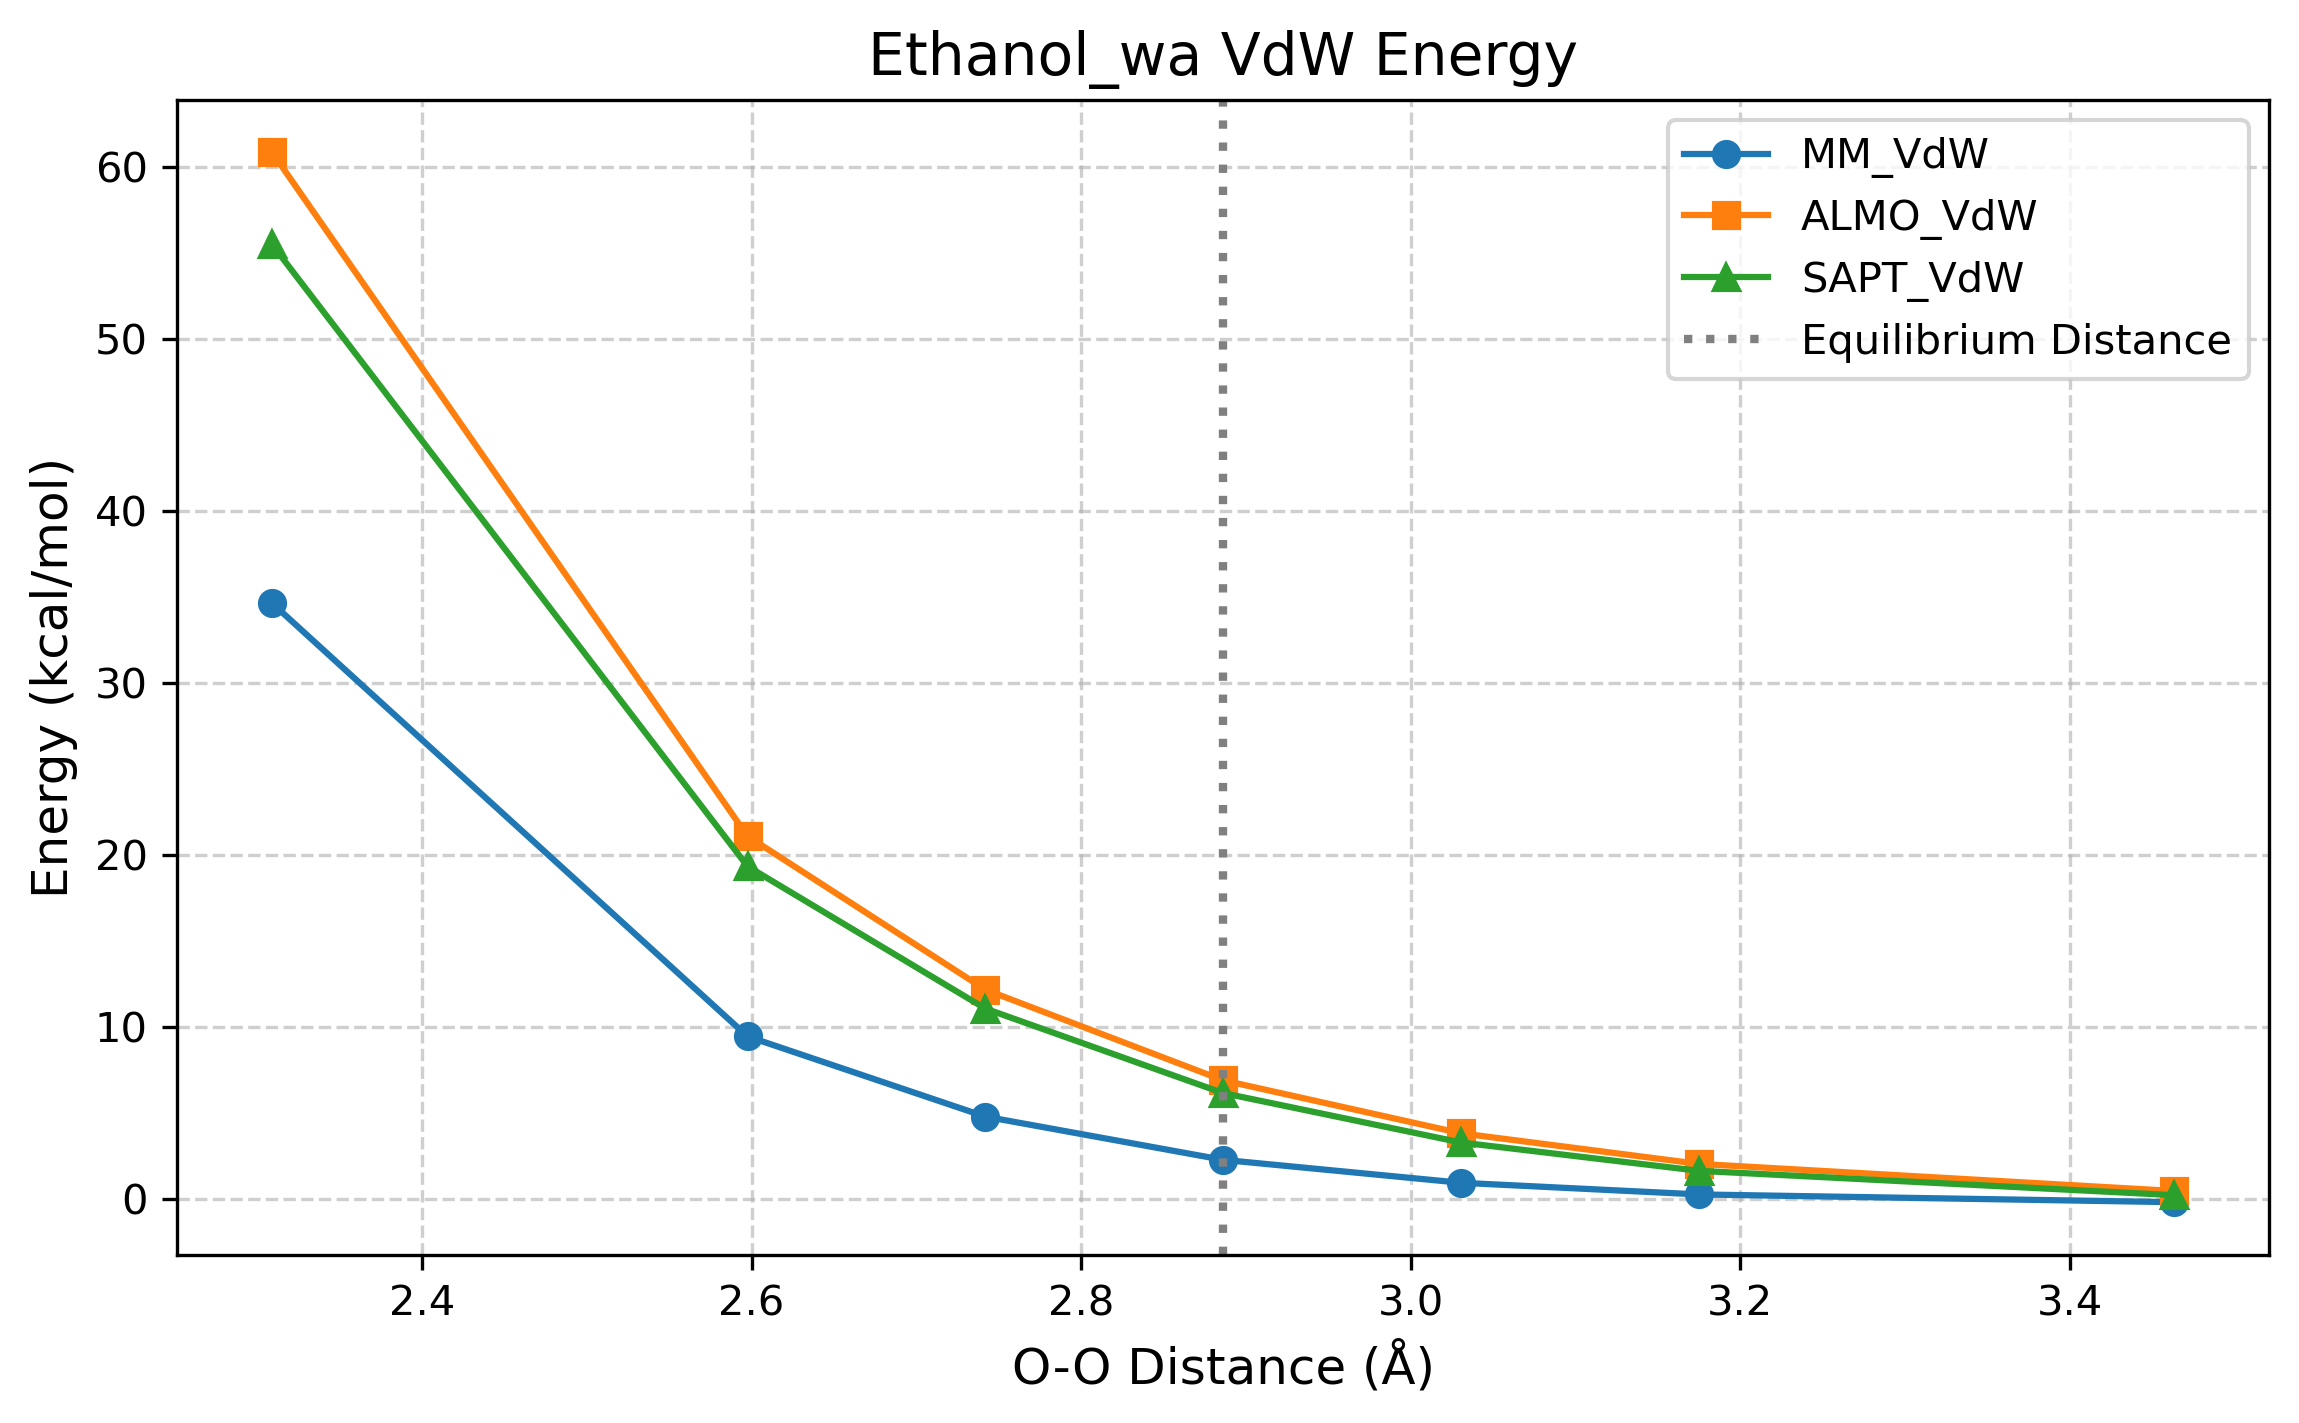 Ethanol_wa VdW Energy
MM_VdW
ALMO_VdW
SAPT_VdW
Equilibrium Distance
Energy (kcal/mol)
60
50
40
30
20
10
0
2.4 2.6 2.8 3.0 3.2 3.4
O-O Distance (Å)